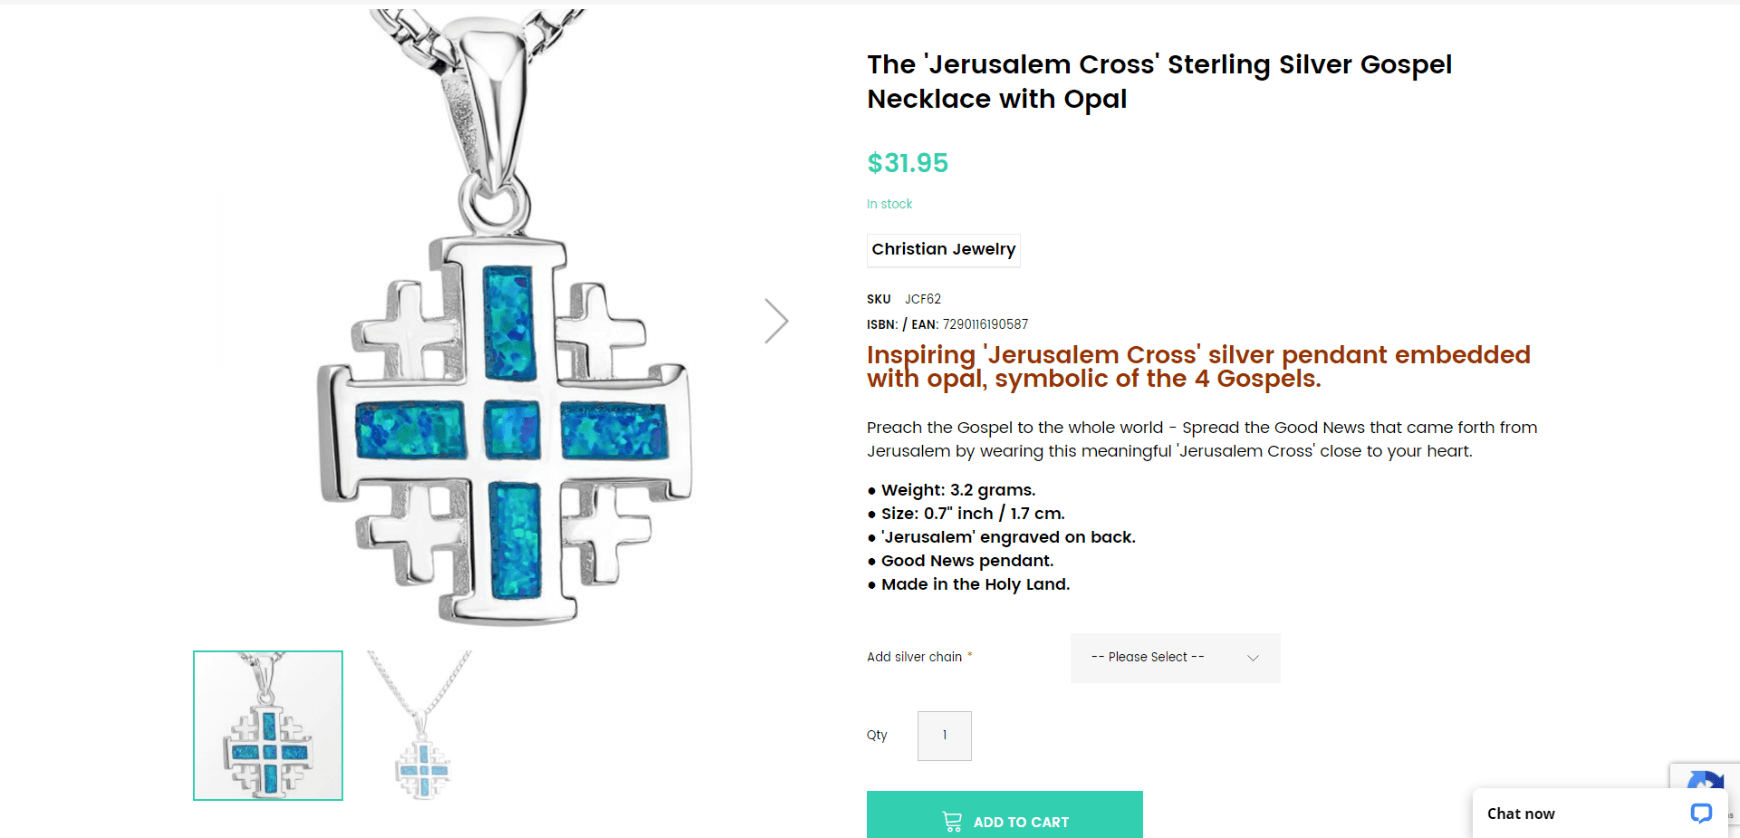 The 'Jerusalem Cross' Sterling Silver Gospel
Necklace with Opal
$31.95
In stock
Christian Jewelry
SKU JCF62
ISBN: / EAN: 7290116190587
Inspiring 'Jerusalem Cross' silver pendant embedded
with opal, symbolic of the 4 Gospels.
Preach the Gospel to the whole world - Spread the Good News that came forth from
Jerusalem by wearing this meaningful 'Jerusalem Cross' close to your heart.
● Weight: 3.2 grams.
● Size: 0.7" inch / 1.7 cm.
● 'Jerusalem' engraved on back.
● Good News pendant.
● Made in the Holy Land.
Add silver chain * -- Please Select --
Qty 1
ADD TO CART
Chat now